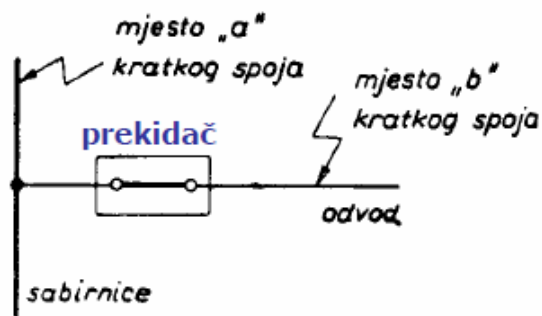 mjesto „a“
kratkog spoja
mjesto „b“
kratkog spoja
prekidač
odvod
sabirnice